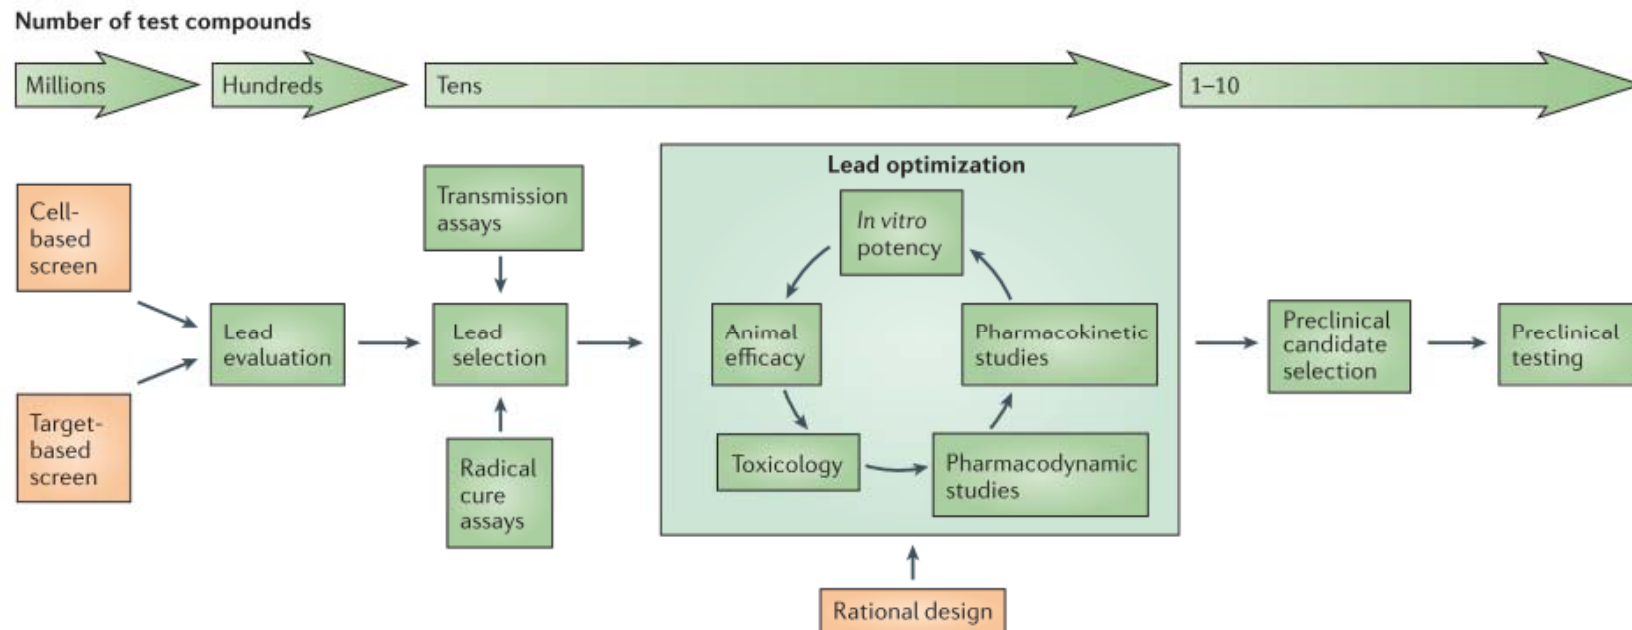 Number of test compounds
Millions
Hundreds
Tens
1–10
Cell-
based
screen
Target-
based
screen
Lead
evaluation
Transmission
assays
Lead
selection
Radical
cure
assays
Lead optimization
In vitro
potency
Animal
efficacy
Toxicology
Pharmacodynamic
studies
Pharmacokinetic
studies
Rational design
Preclinical
candidate
selection
Preclinical
testing